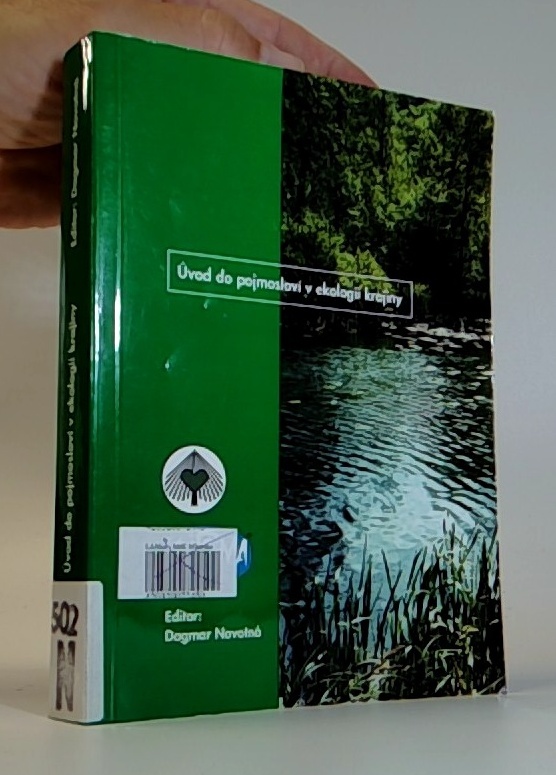 Úvod do pojmosloví v ekologii krajiny
Editor:
Dagmar Novotná
Úvod do pojmosloví v ekologii krajiny
Editor: Dagmar Novotná
502
N